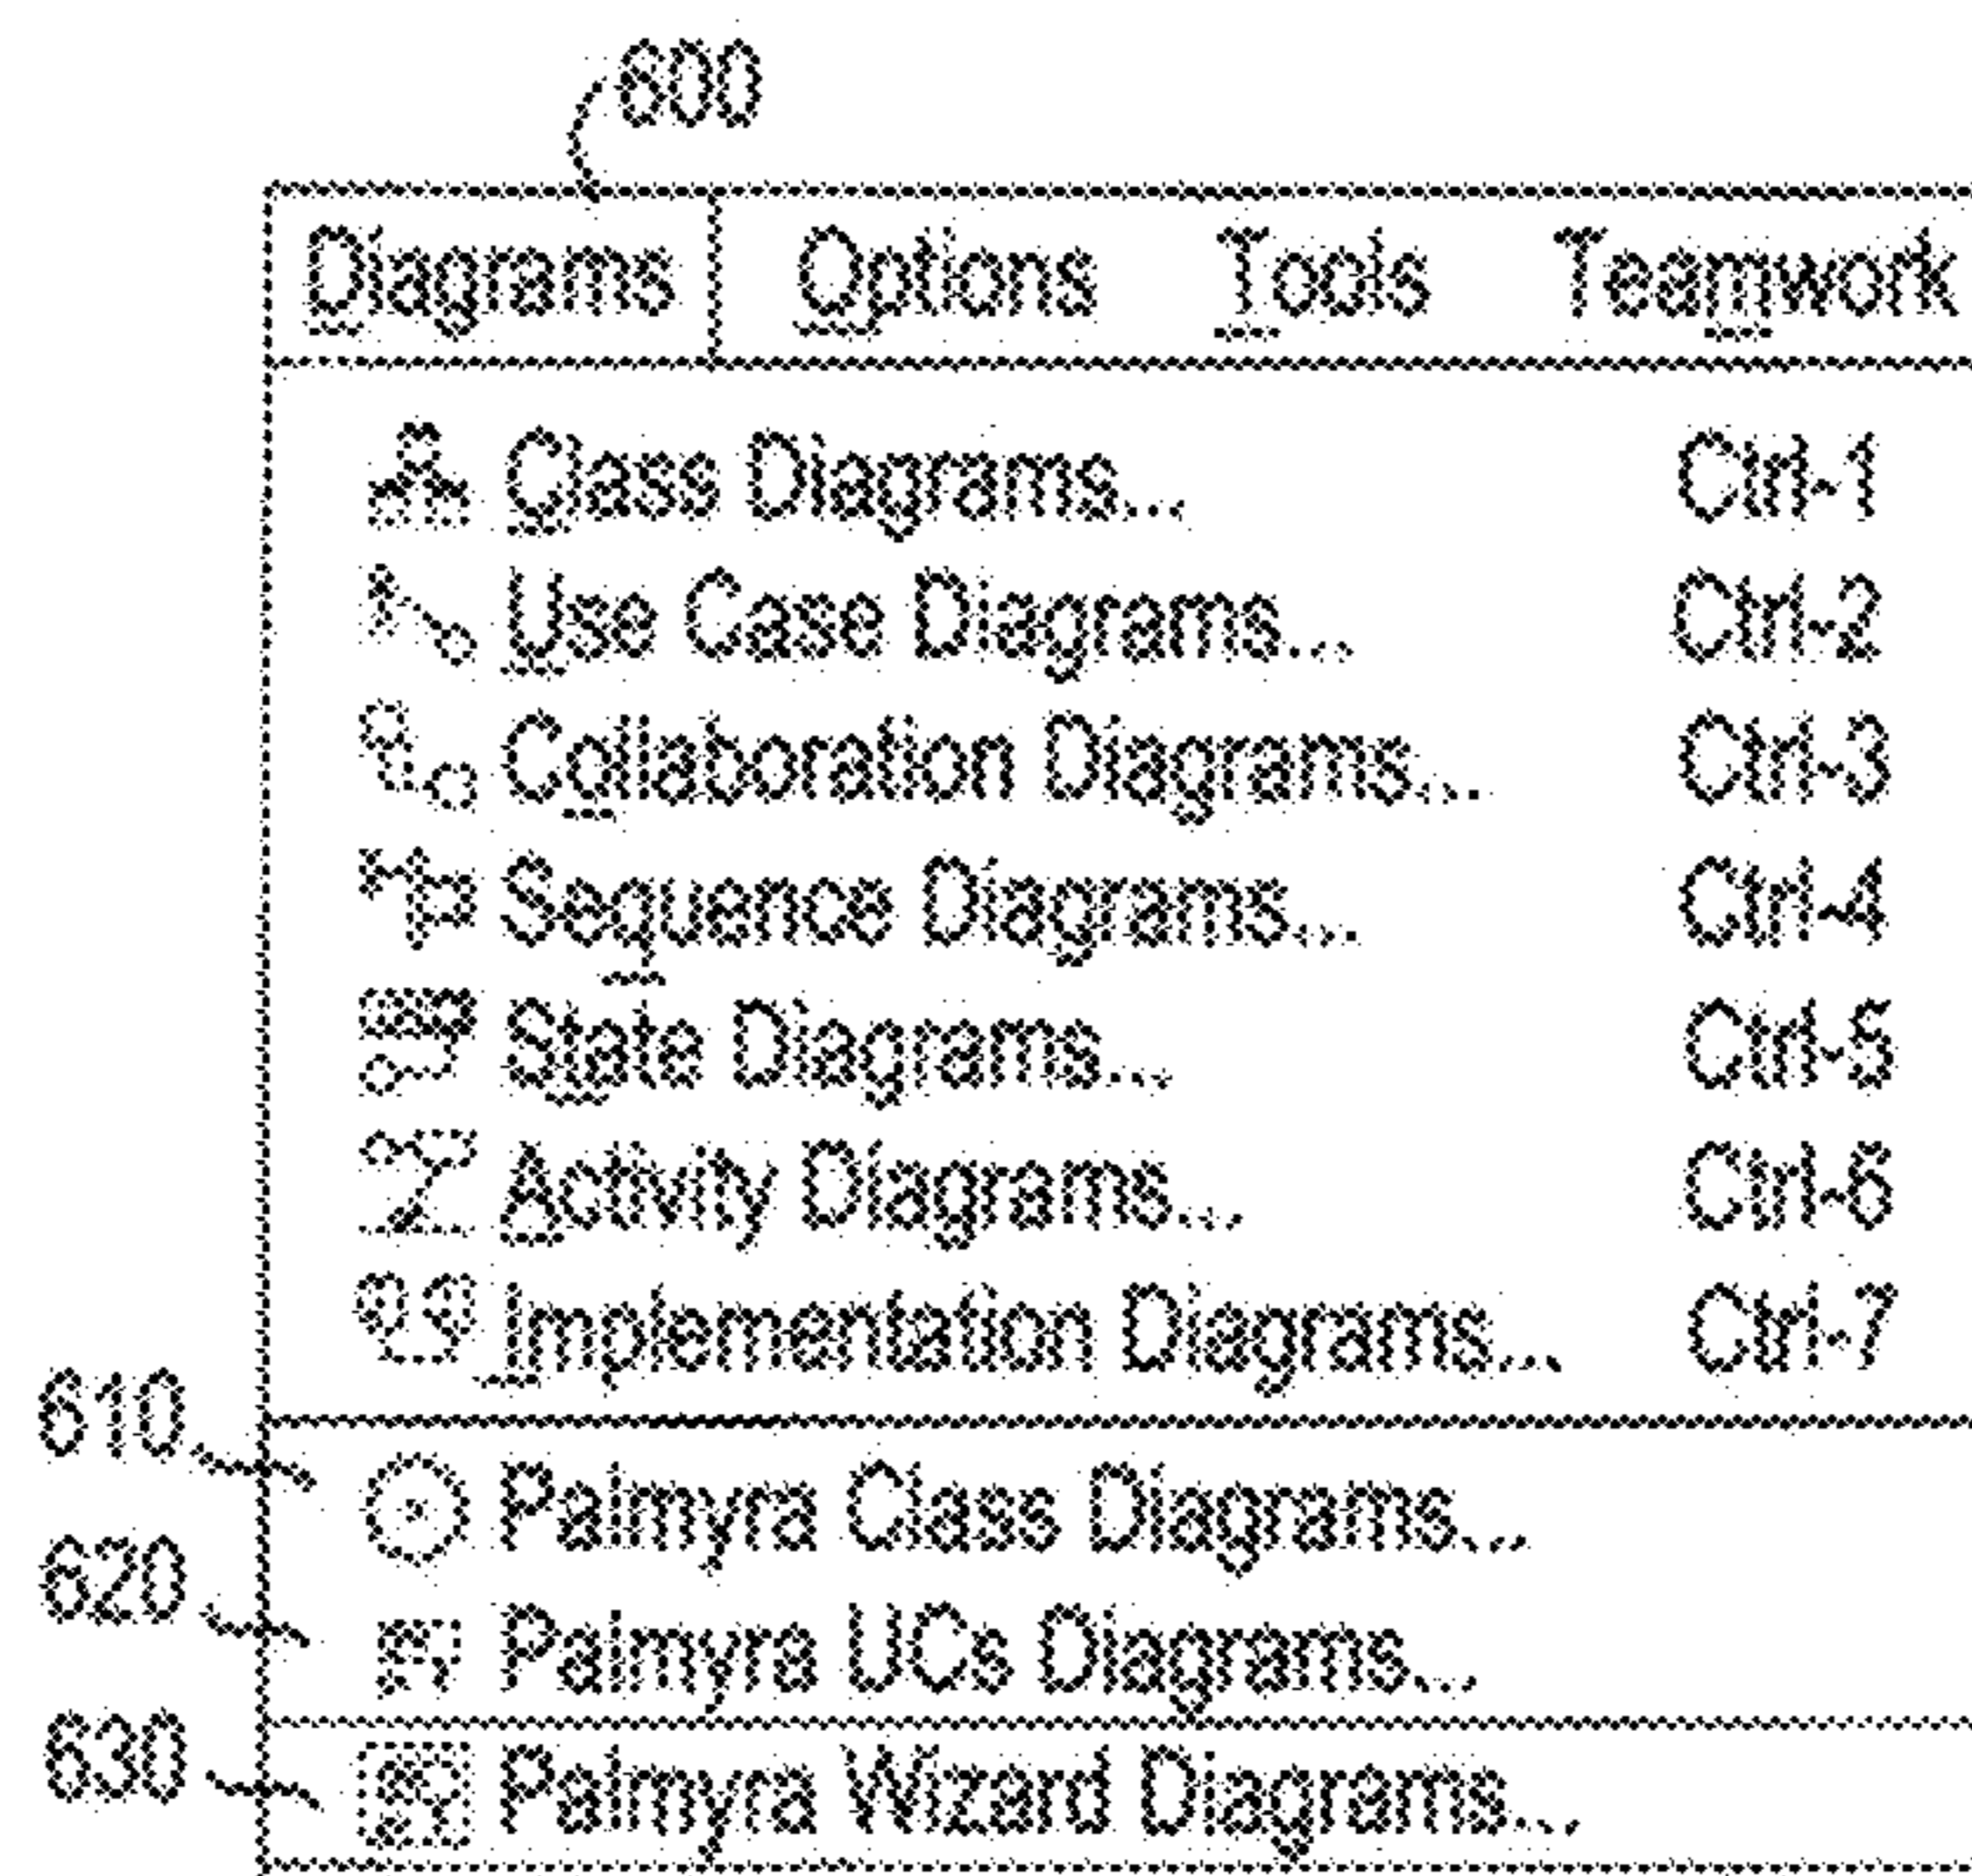 600
Diagrams Options Tools Teamwork
Class Diagrams... Ctrl-1
Use Case Diagrams... Ctrl-2
Collaboration Diagrams... Ctrl-3
Sequence Diagrams... Ctrl-4
State Diagrams... Ctrl-5
Activity Diagrams... Ctrl-6
Implementation Diagrams... Ctrl-7
610 Palmyra Class Diagrams...
620 Palmyra UCs Diagrams...
630 Palmyra Wizard Diagrams...